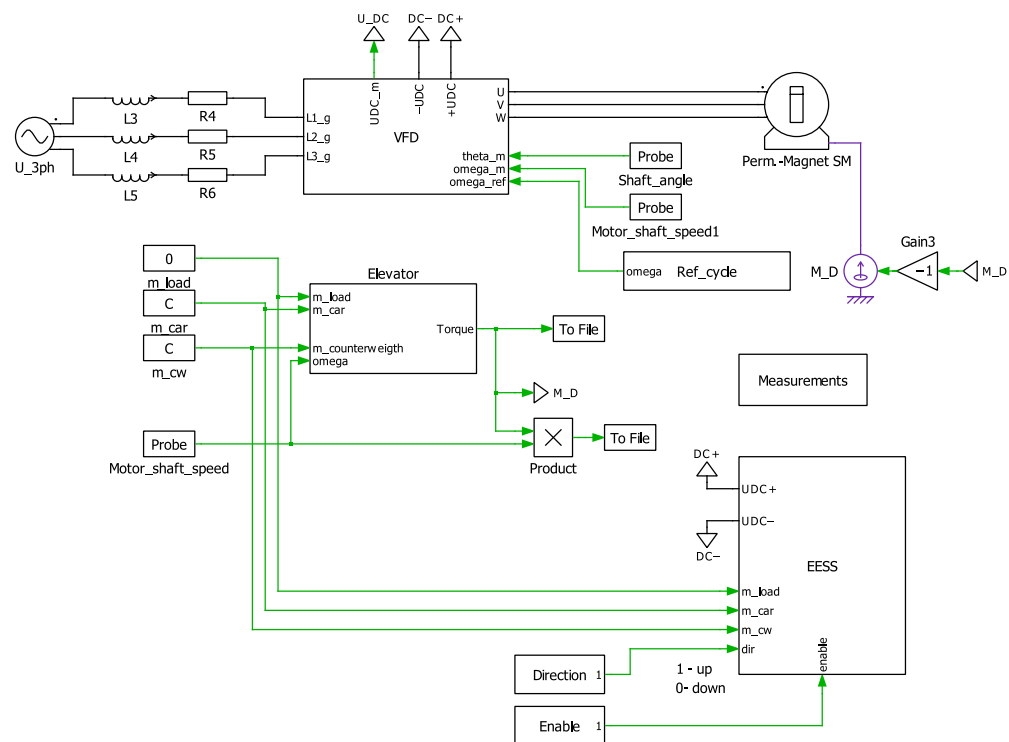 U_DC
DC−
DC+
UDC_m
−UDC
+UDC
VFD
L1_g
L2_g
L3_g
U
V
W
theta_m
omega_m
omega_ref
U_3ph
L3
R4
L4
R5
L5
R6
Perm.-Magnet SM
Probe
Shaft_angle
Probe
Motor_shaft_speed1
omega
Ref_cycle
Gain3
M_D
−1
M_D
0
m_load
C
m_car
C
m_cw
Elevator
m_load
m_car
m_counterweigth
omega
Torque
To File
M_D
Probe
Motor_shaft_speed
×
Product
To File
Measurements
DC+
DC−
UDC+
UDC−
EESS
m_load
m_car
m_cw
dir
enable
Direction 1
1 - up
0- down
Enable 1